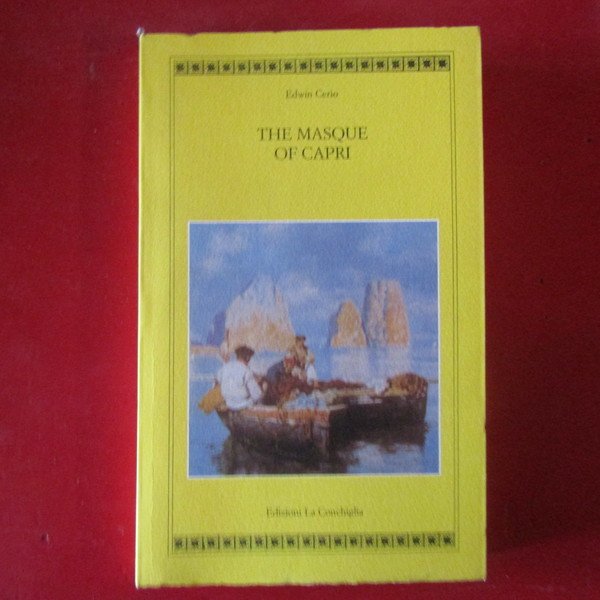 Edwin Cerio
THE MASQUE
OF CAPRI
Edizioni La Conchiglia